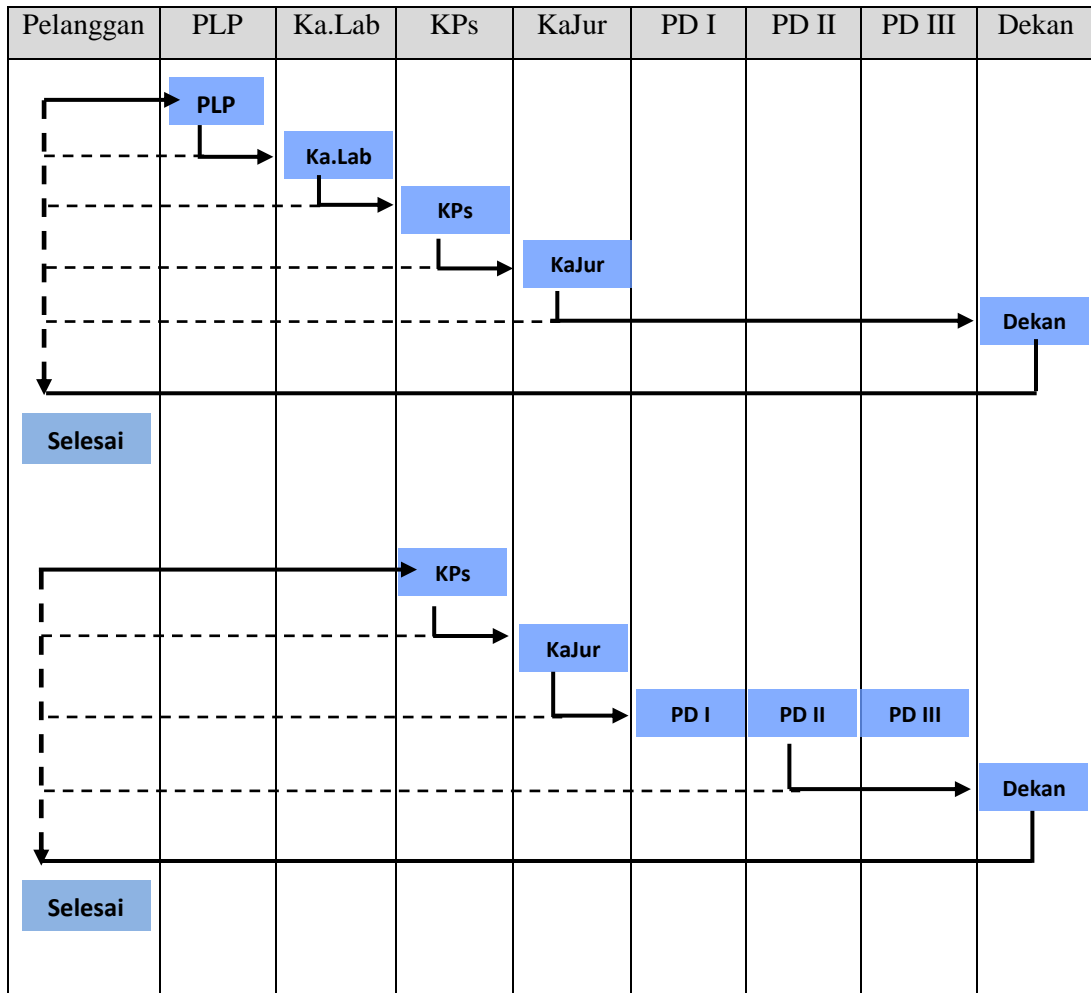 Pelanggan PLP Ka.Lab KPs KaJur PD I PD II PD III Dekan
PLP
Ka.Lab
KPs
KaJur
Dekan
Selesai
KPs
KaJur
PD I PD II PD III
Dekan
Selesai